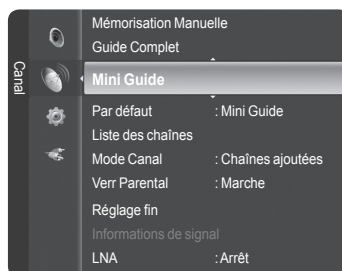 Canal
Mémorisation Manuelle
Guide Complet
Mini Guide
Par défaut : Mini Guide
Liste des chaînes
Mode Canal : Chaînes ajoutées
Verr Parental : Marche
Réglage fin
Informations de signal
LNA : Arrêt